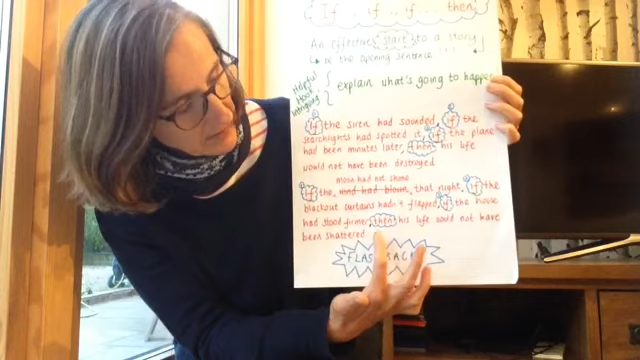 If . if . if . then
An effective start to a story
↳ be the opening sentence
Helpful Hook Intriguing
explain what's going to happen
If the siren had sounded, if the
searchlights had spotted it, if the plane
had been minutes later, then his life
would not have been destroyed
moon had not shone
If the wind had blown that night, if the
blackout curtains hadn't flapped, if the house
had stood firmer, then his life would not have
been shattered